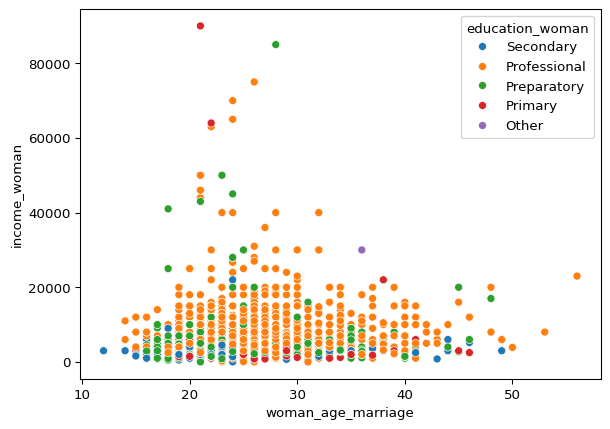 education_woman
Secondary
Professional
Preparatory
Primary
Other
80000
60000
40000
20000
0
income_woman
10
20
30
40
50
woman_age_marriage